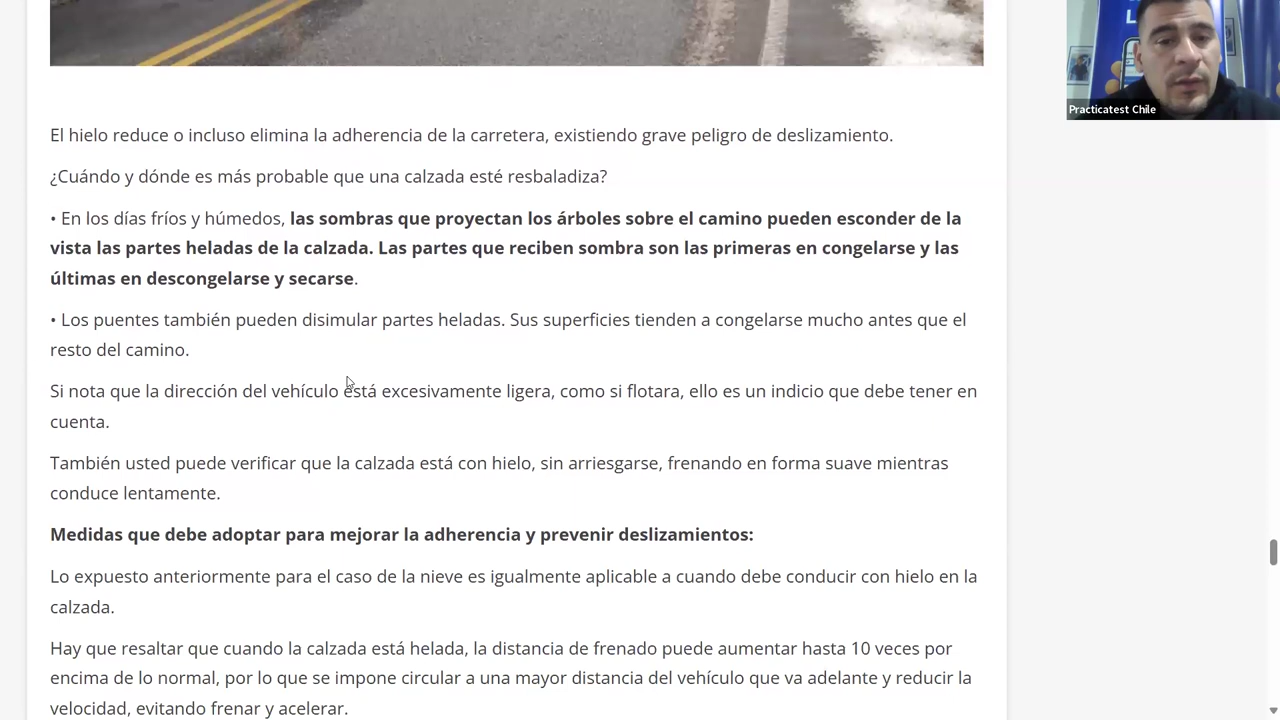 Practicatest Chile
El hielo reduce o incluso elimina la adherencia de la carretera, existiendo grave peligro de deslizamiento.
¿Cuándo y dónde es más probable que una calzada esté resbaladiza?
• En los días fríos y húmedos, las sombras que proyectan los árboles sobre el camino pueden esconder de la
vista las partes heladas de la calzada. Las partes que reciben sombra son las primeras en congelarse y las
últimas en descongelarse y secarse.
• Los puentes también pueden disimular partes heladas. Sus superficies tienden a congelarse mucho antes que el
resto del camino.
Si nota que la dirección del vehículo está excesivamente ligera, como si flotara, ello es un indicio que debe tener en
cuenta.
También usted puede verificar que la calzada está con hielo, sin arriesgarse, frenando en forma suave mientras
conduce lentamente.
Medidas que debe adoptar para mejorar la adherencia y prevenir deslizamientos:
Lo expuesto anteriormente para el caso de la nieve es igualmente aplicable a cuando debe conducir con hielo en la
calzada.
Hay que resaltar que cuando la calzada está helada, la distancia de frenado puede aumentar hasta 10 veces por
encima de lo normal, por lo que se impone circular a una mayor distancia del vehículo que va adelante y reducir la
velocidad, evitando frenar y acelerar.